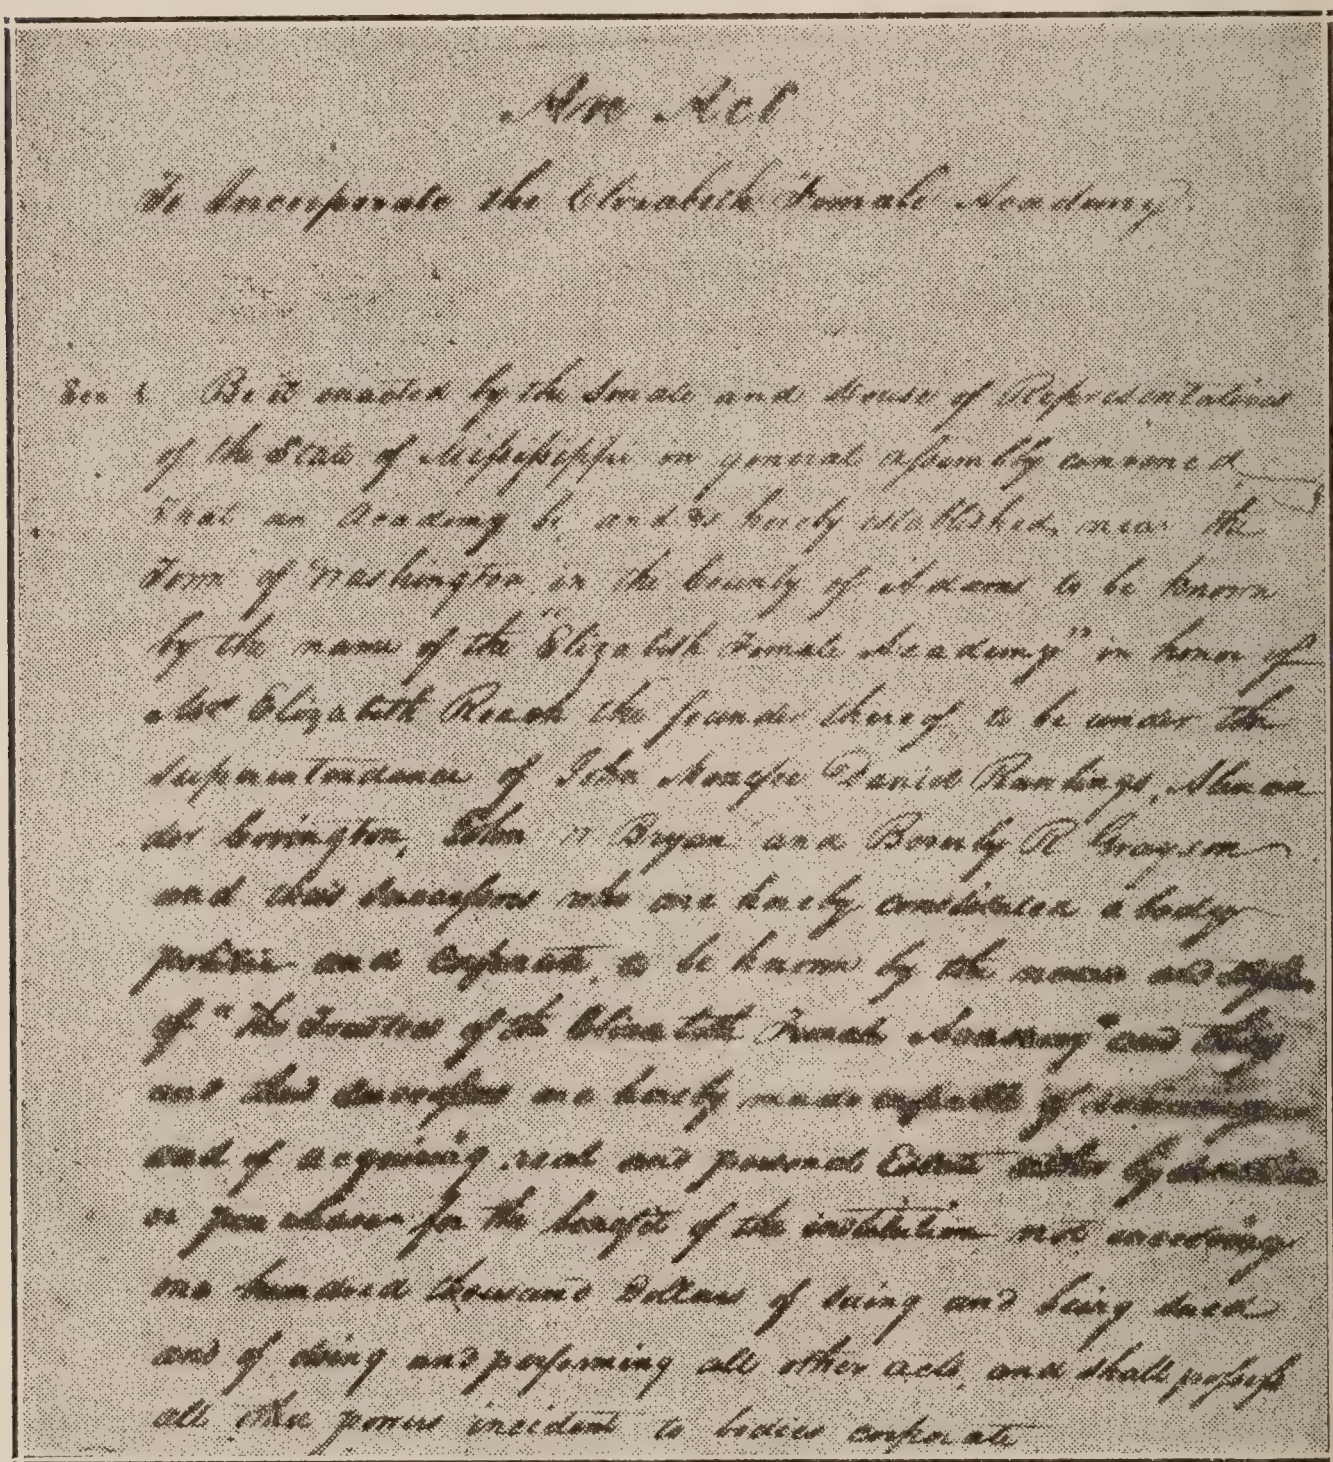 An Act
To Incorporate the Elizabeth Female Academy.
Sec 1. Be it enacted by the Senate and House of Representatives
of the State of Mississippi in general assembly convened
That an Academy be, and is hereby established, near the
Town of Washington, in the County of Adams to be known
by the name of the "Elizabeth Female Academy" in honor of
Mrs Elizabeth Roach the founder thereof, to be under the
superintendance of John Menefee Daniel Rawlings, Alexan
der Covington, John W Bryan and Beverly R Grayson
and their Successors who are hereby constituted a body
politic and corporate, to be known by the name and style
of "the Trustees of the Elizabeth Female Academy" and they
and their successors are hereby made capable of
and of acquiring real and personal Estate either by donation
or purchase for the benefit of the institution not exceeding
one hundred thousand Dollars of suing and being sued
and of doing and performing all other acts, and shall possess
all other powers incident to bodies corporate